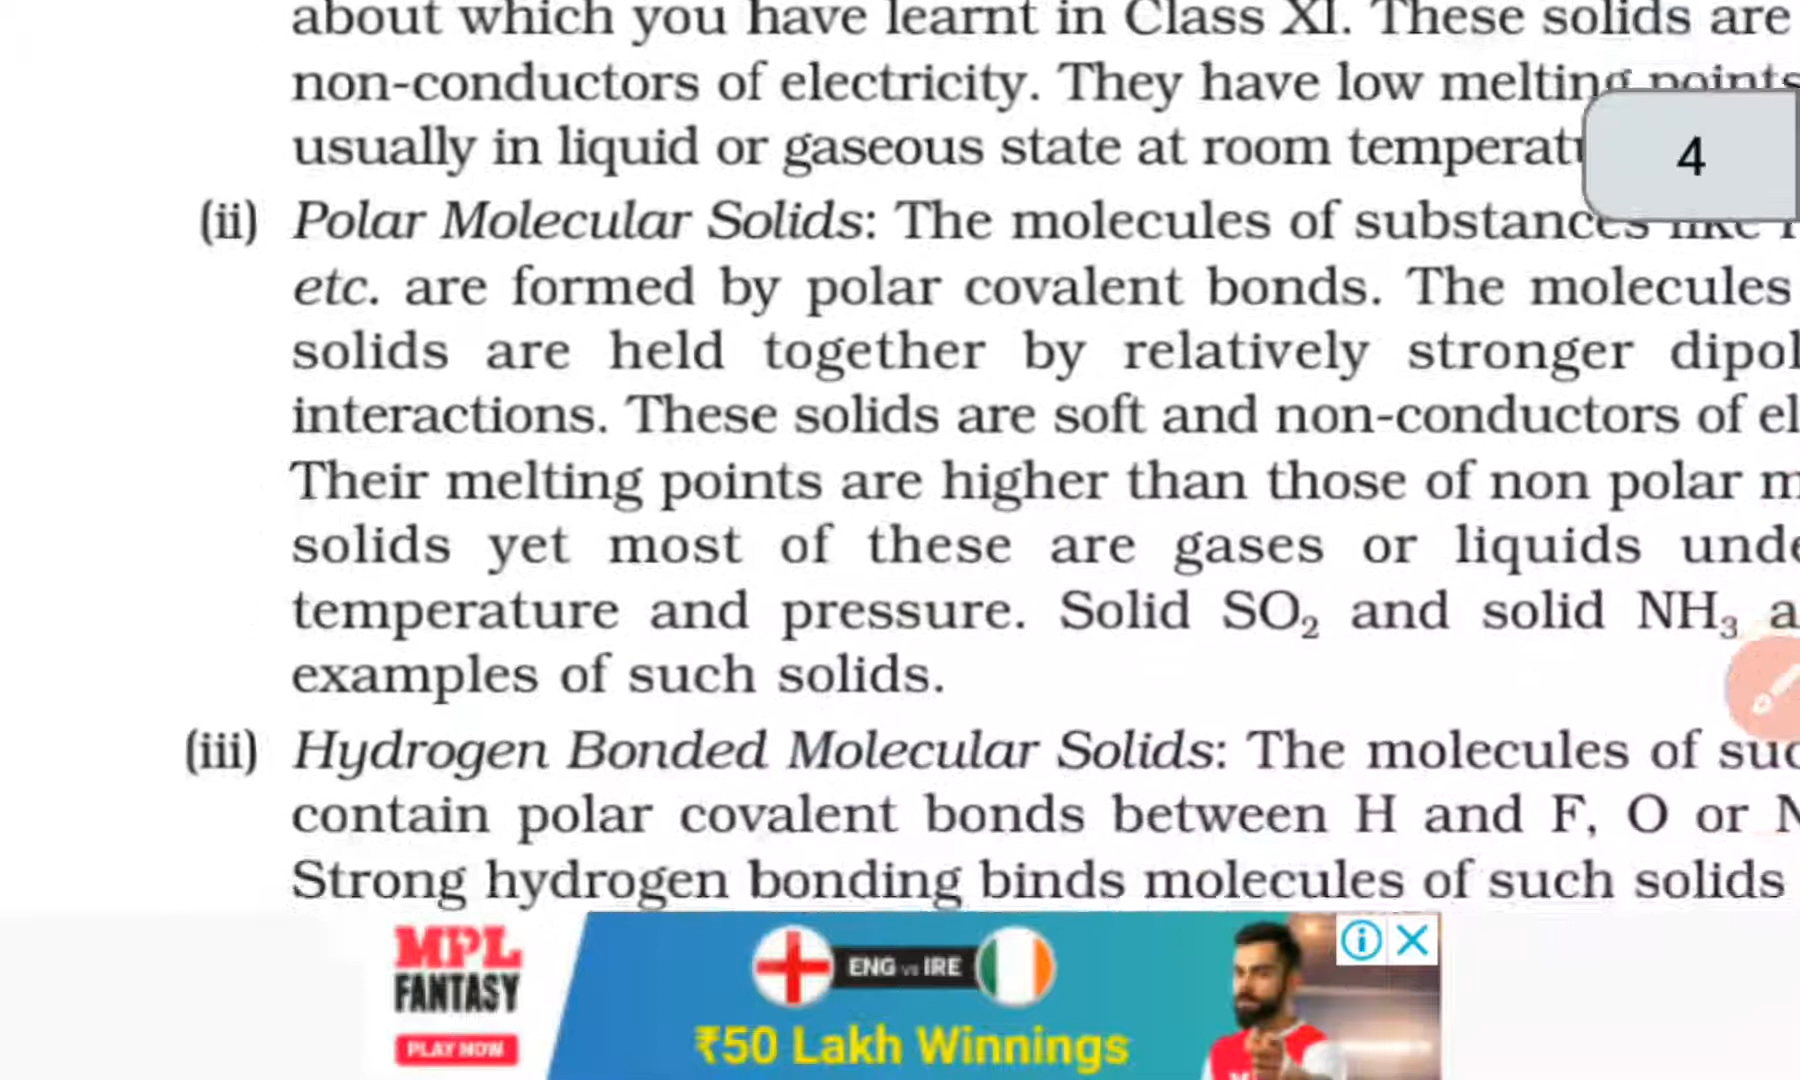 about which you have learnt in Class XI. These solids are
non-conductors of electricity. They have low melting points
usually in liquid or gaseous state at room
4
(ii) Polar Molecular Solids: The molecules of substances like
etc. are formed by polar covalent bonds. The molecules
solids are held together by relatively stronger
interactions. These solids are soft and non-conductors of
Their melting points are higher than those of non polar
solids yet most of these are gases or liquids
temperature and pressure. Solid SO₂ and solid NH₃
examples of such solids.
(iii) Hydrogen Bonded Molecular Solids: The molecules of
contain polar covalent bonds between H and F, O or
Strong hydrogen bonding binds molecules of such solids
MPL
FANTASY
PLAY NOW
ENG vs IRE
₹50 Lakh Winnings